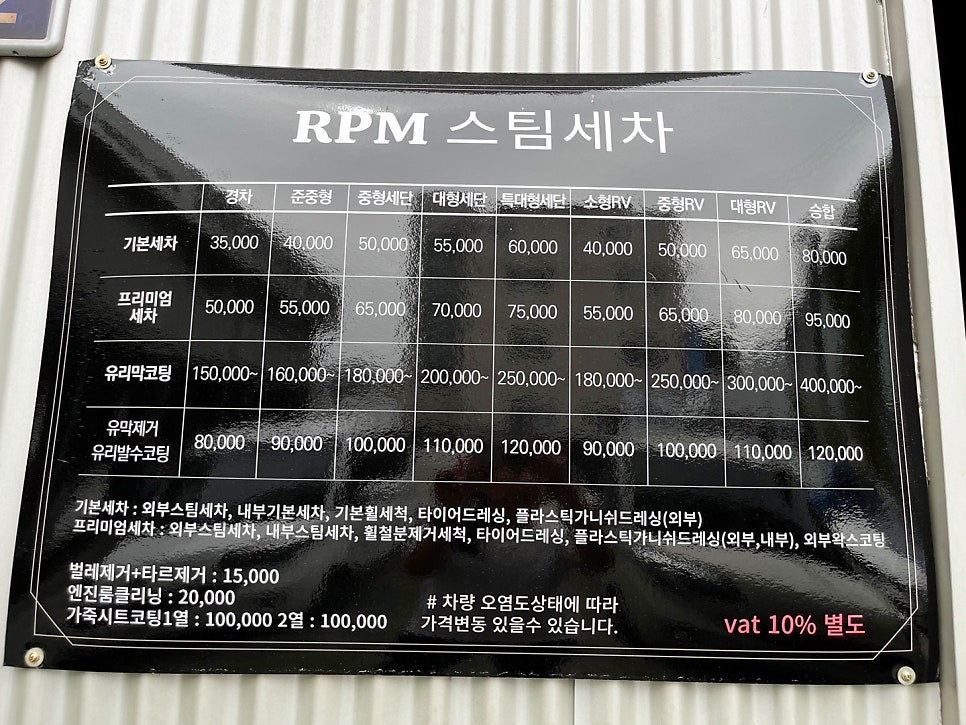 RPM 스팀세차
경차 준중형 중형세단 대형세단 특대형세단 소형RV 중형RV 대형RV 승합
기본세차 35,000 40,000 50,000 55,000 60,000 40,000 50,000 65,000 80,000
프리미엄
세차 50,000 55,000 65,000 70,000 75,000 55,000 65,000 80,000 95,000
유리막코팅 150,000~ 160,000~ 180,000~ 200,000~ 250,000~ 180,000~ 250,000~ 300,000~ 400,000~
유막제거
유리발수코팅 80,000 90,000 100,000 110,000 120,000 90,000 100,000 110,000 120,000
기본세차 : 외부스팀세차, 내부기본세차, 기본휠세척, 타이어드레싱, 플라스틱가니쉬드레싱(외부)
프리미엄세차 : 외부스팀세차, 내부스팀세차, 휠철분제거세척, 타이어드레싱, 플라스틱가니쉬드레싱(외부,내부), 외부왁스코팅
벌레제거+타르제거 : 15,000
엔진룸클리닝 : 20,000
가죽시트코팅1열 : 100,000 2열 : 100,000
# 차량 오염도상태에 따라
가격변동 있을수 있습니다.
vat 10% 별도